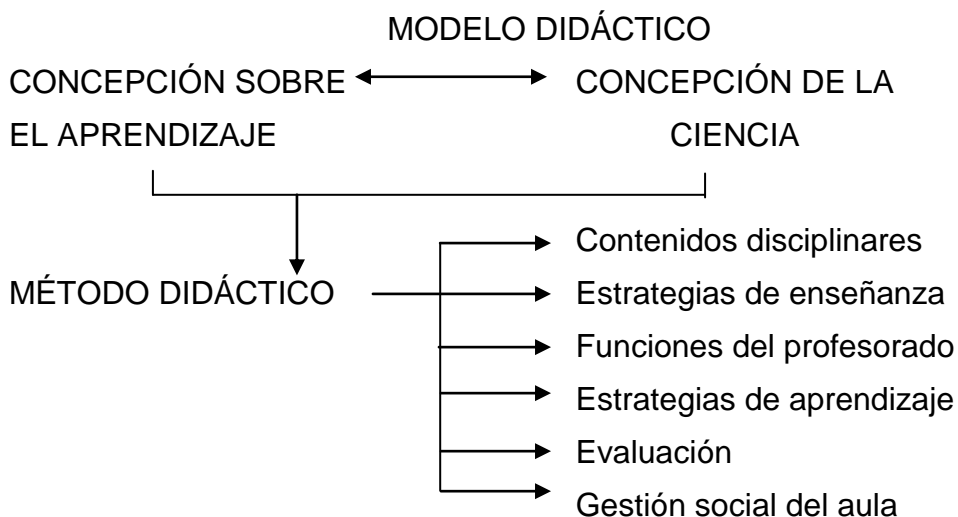 MODELO DIDÁCTICO
CONCEPCIÓN SOBRE
EL APRENDIZAJE
CONCEPCIÓN DE LA
CIENCIA
MÉTODO DIDÁCTICO
Contenidos disciplinares
Estrategias de enseñanza
Funciones del profesorado
Estrategias de aprendizaje
Evaluación
Gestión social del aula